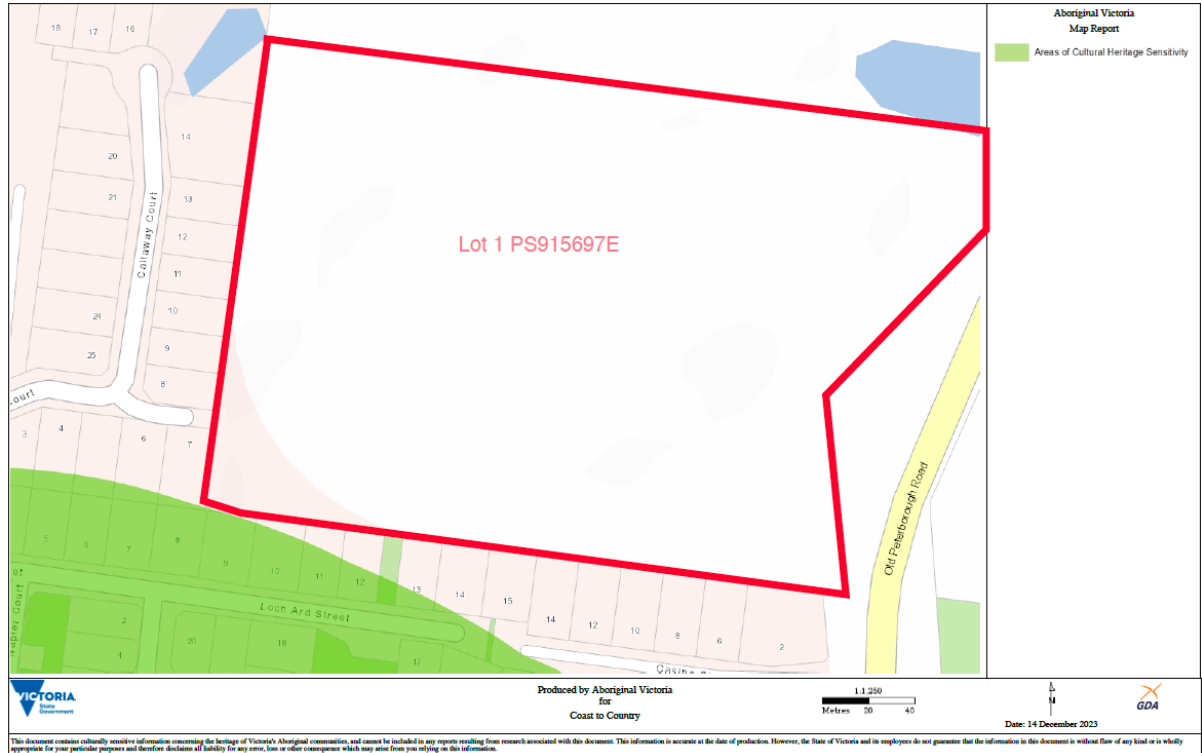 Aboriginal Victoria
Map Report
Areas of Cultural Heritage Sensitivity
18
17
16
14
20
21
13
12
11
10
9
8
24
25
Callaway Court
ourt
3
4
6
7
Lot 1 PS915697E
Old Peterborough Road
5
6
7
8
9
10
11
12
13
14
15
14
12
10
8
6
2
et
Napier Court
Loch Ard Street
2
4
20
18
17
VICTORIA
State
Government
Produced by Aboriginal Victoria
for
Coast to Country
1:1,250
Metres 20 40
N
GDA
Date: 14 December 2023
This document contains culturally sensitive information concerning the heritage of Victoria's Aboriginal communities, and cannot be included in any reports resulting from research associated with this document. This information is accurate at the date of production. However, the State of Victoria and its employees do not guarantee that the information in this document is without flaw of any kind or is wholly
appropriate for your particular purposes and therefore disclaims all liability for any error, loss or other consequence which may arise from you relying on this information.